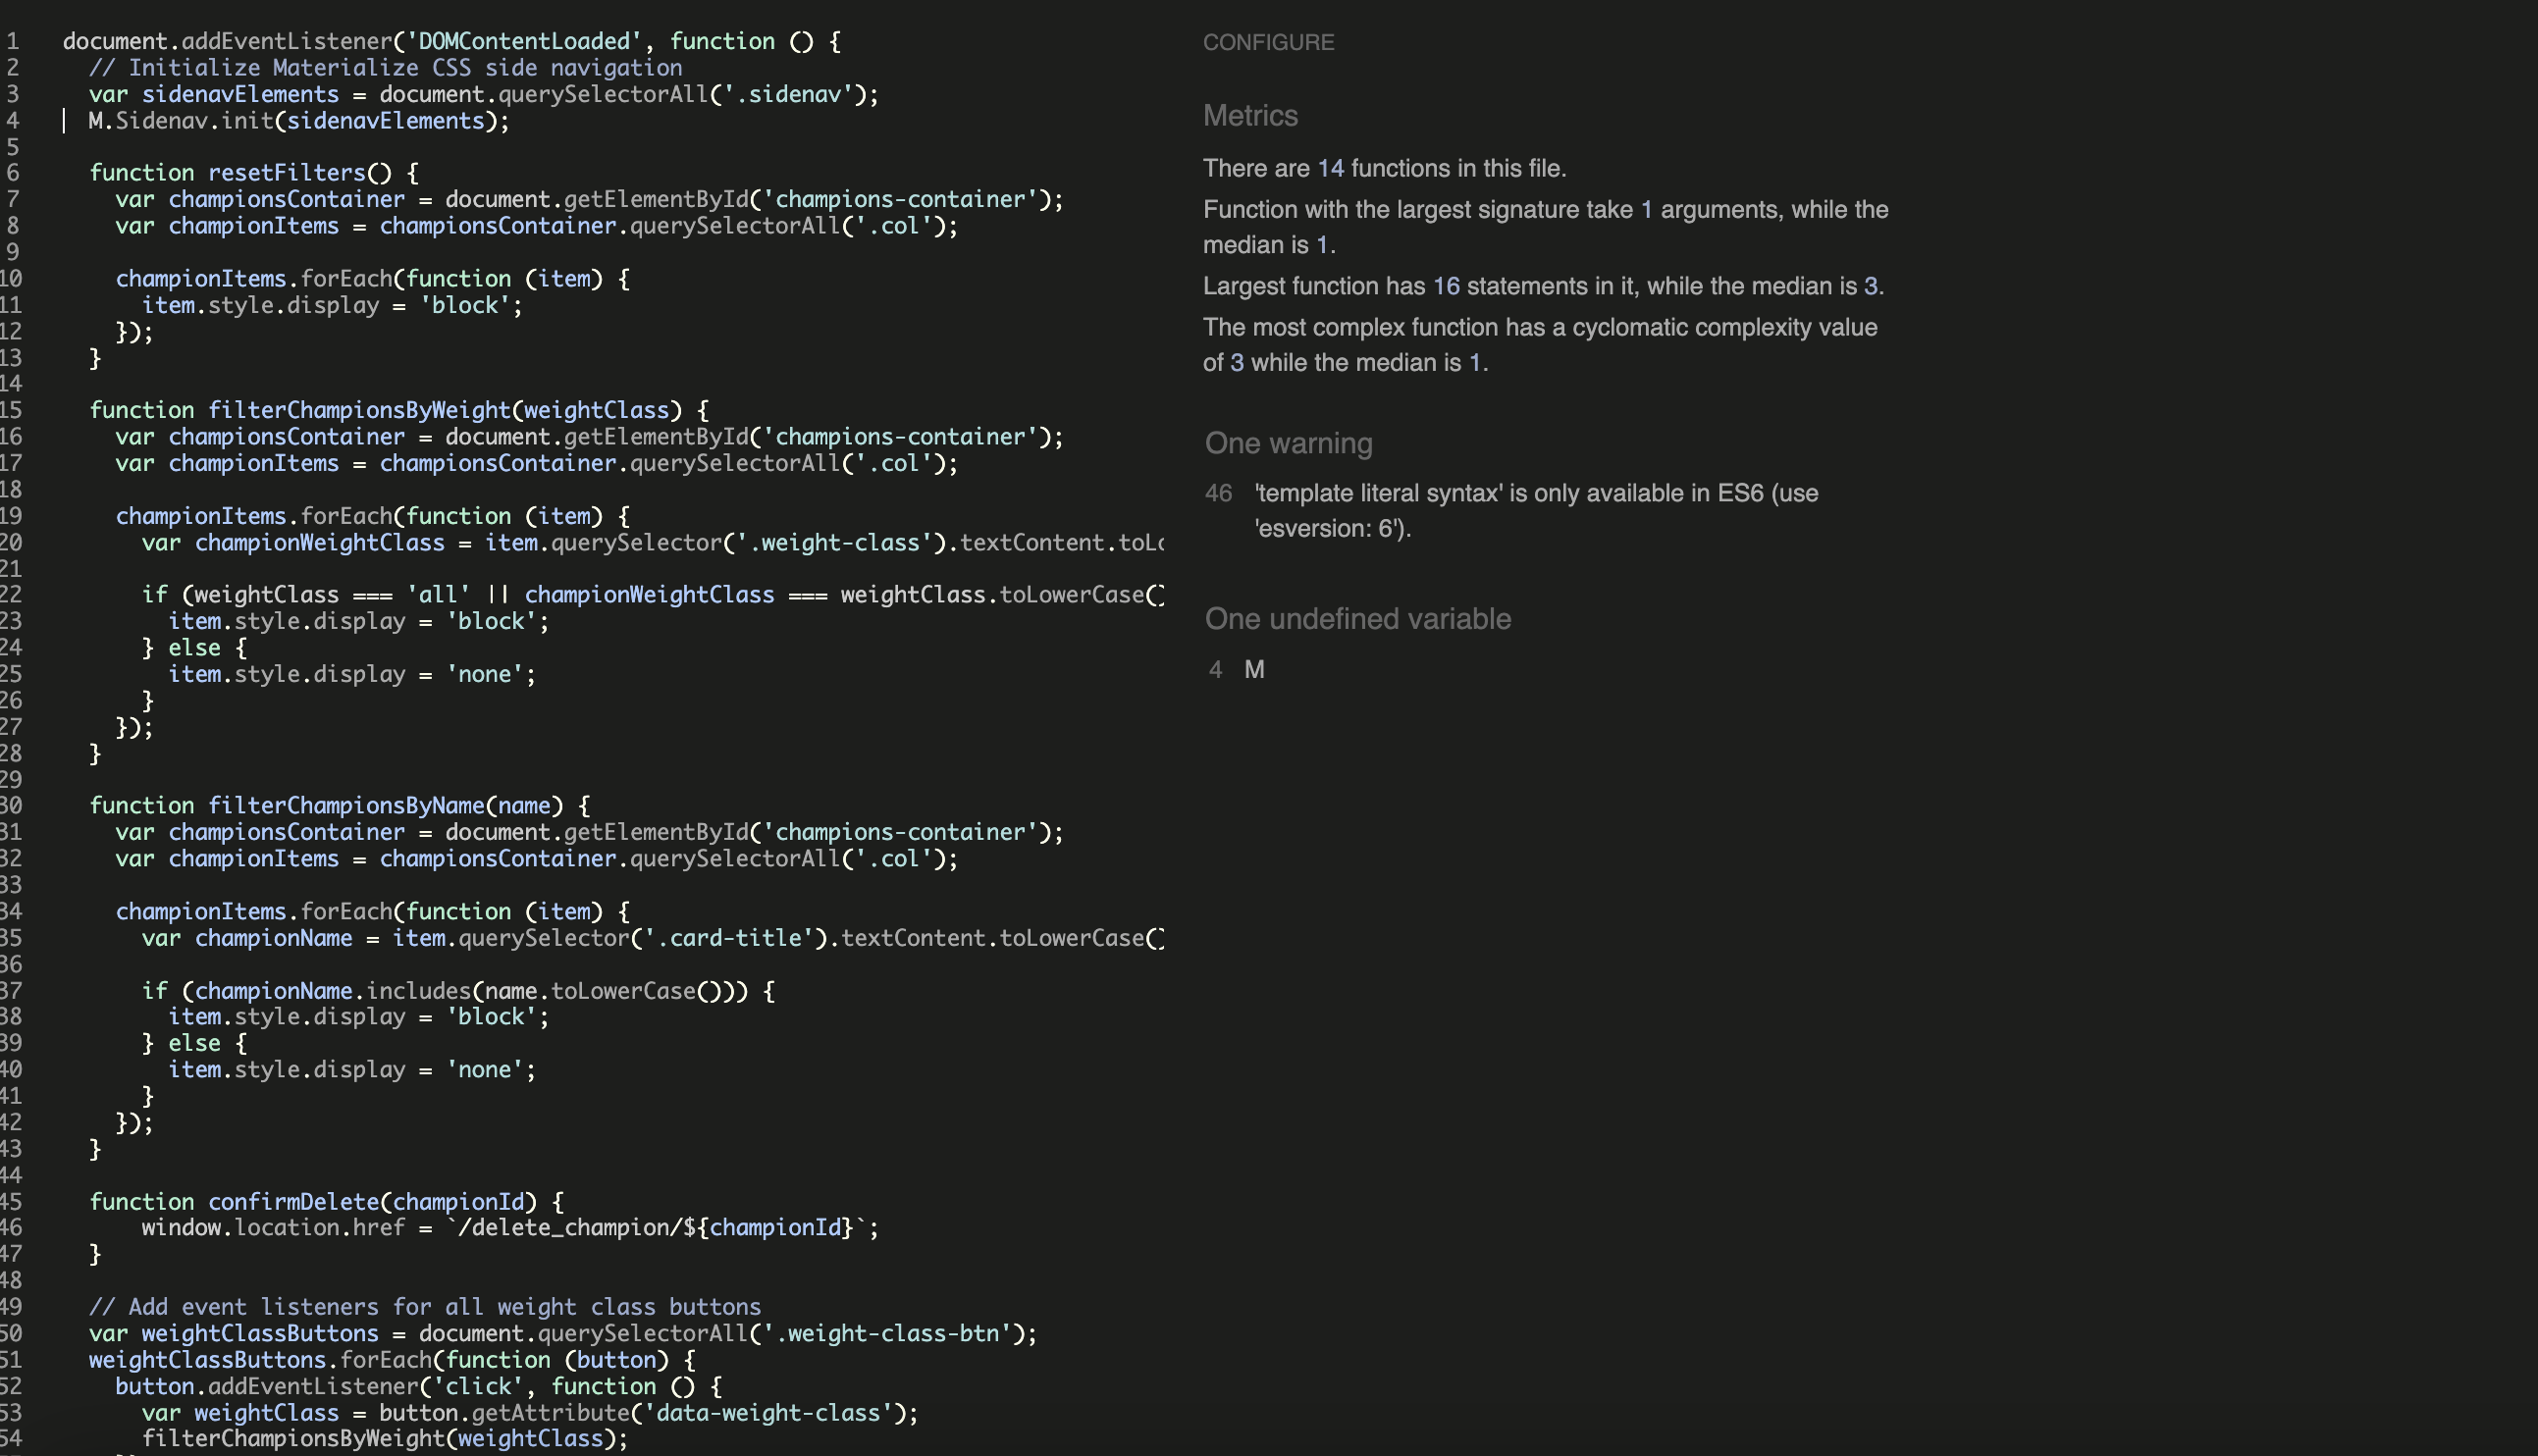 1 document.addEventListener('DOMContentLoaded', function () {
2 // Initialize Materialize CSS side navigation
3 var sidenavElements = document.querySelectorAll('.sidenav');
4 M.Sidenav.init(sidenavElements);
5
6 function resetFilters() {
7 var championsContainer = document.getElementById('champions-container');
8 var championItems = championsContainer.querySelectorAll('.col');
9
10 championItems.forEach(function (item) {
11 item.style.display = 'block';
12 });
13 }
14
15 function filterChampionsByWeight(weightClass) {
16 var championsContainer = document.getElementById('champions-container');
17 var championItems = championsContainer.querySelectorAll('.col');
18
19 championItems.forEach(function (item) {
20 var championWeightClass = item.querySelector('.weight-class').textContent.toLo
21
22 if (weightClass === 'all' || championWeightClass === weightClass.toLowerCase()
23 item.style.display = 'block';
24 } else {
25 item.style.display = 'none';
26 }
27 });
28 }
29
30 function filterChampionsByName(name) {
31 var championsContainer = document.getElementById('champions-container');
32 var championItems = championsContainer.querySelectorAll('.col');
33
34 championItems.forEach(function (item) {
35 var championName = item.querySelector('.card-title').textContent.toLowerCase()
36
37 if (championName.includes(name.toLowerCase())) {
38 item.style.display = 'block';
39 } else {
40 item.style.display = 'none';
41 }
42 });
43 }
44
45 function confirmDelete(championId) {
46 window.location.href = `/delete_champion/${championId}`;
47 }
48
49 // Add event listeners for all weight class buttons
50 var weightClassButtons = document.querySelectorAll('.weight-class-btn');
51 weightClassButtons.forEach(function (button) {
52 button.addEventListener('click', function () {
53 var weightClass = button.getAttribute('data-weight-class');
54 filterChampionsByWeight(weightClass);
CONFIGURE
Metrics
There are 14 functions in this file.
Function with the largest signature take 1 arguments, while the
median is 1.
Largest function has 16 statements in it, while the median is 3.
The most complex function has a cyclomatic complexity value
of 3 while the median is 1.
One warning
46 'template literal syntax' is only available in ES6 (use
'esversion: 6').
One undefined variable
4 M